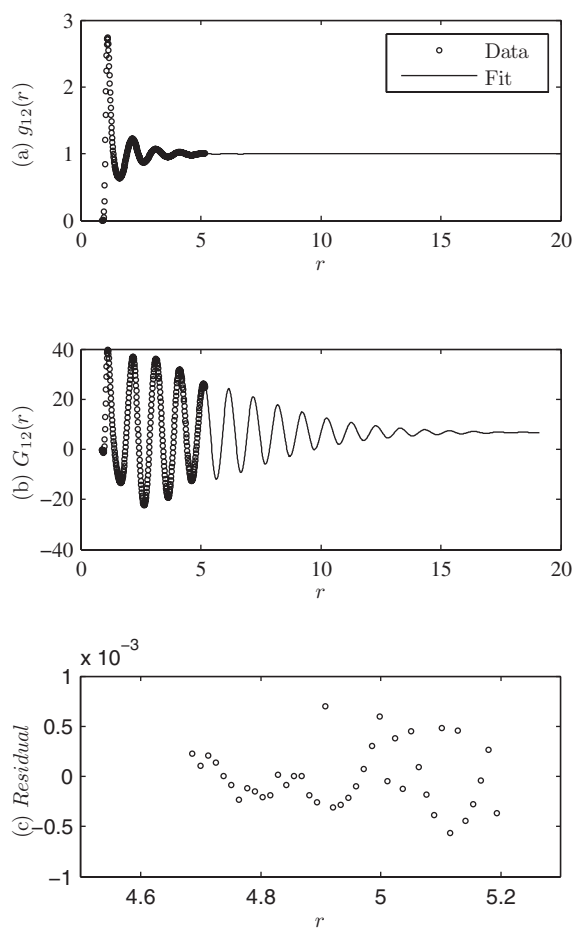 3
2
1
0
(a) g₁₂(r)
Data
Fit
0 5 10 15 20
r
40
20
0
−20
−40
(b) G₁₂(r)
0 5 10 15 20
r
x 10⁻³
1
0.5
0
−0.5
−1
(c) Residual
4.6 4.8 5 5.2
r